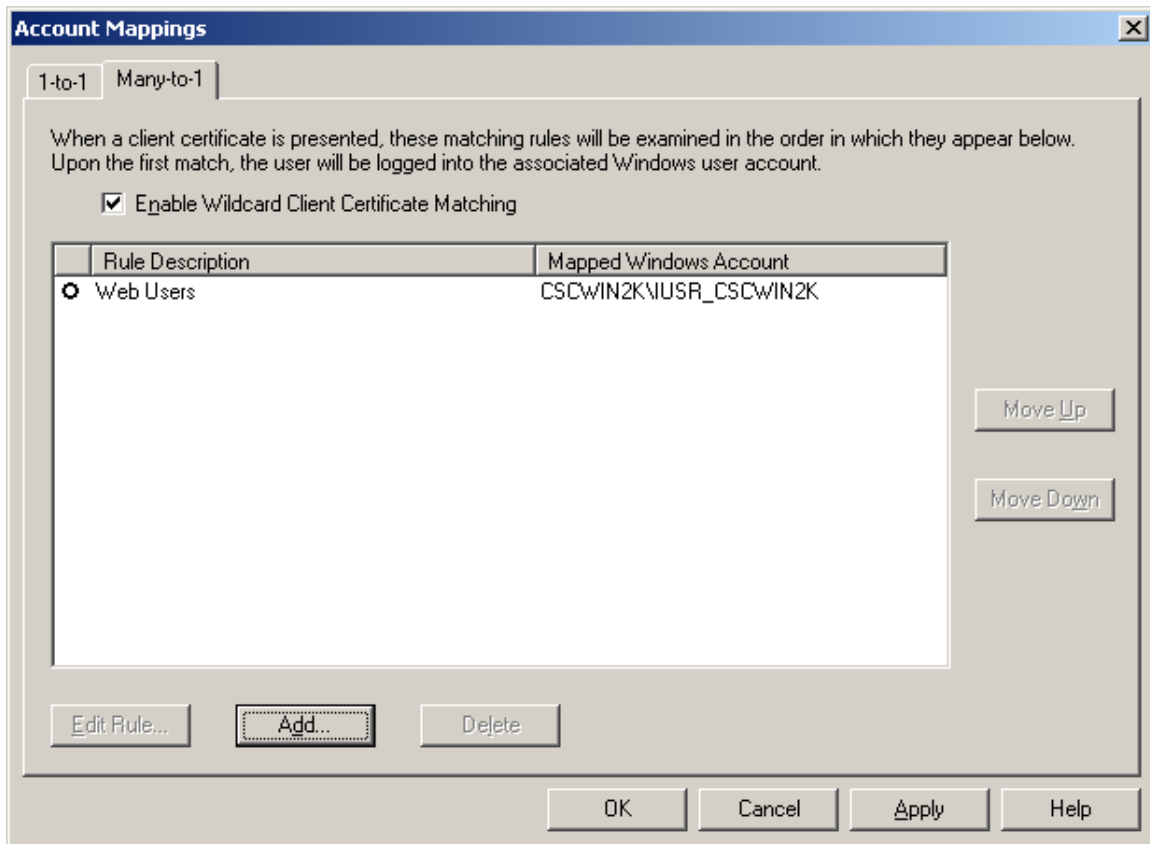 Account Mappings
1-to-1 Many-to-1
When a client certificate is presented, these matching rules will be examined in the order in which they appear below.
Upon the first match, the user will be logged into the associated Windows user account.
Enable Wildcard Client Certificate Matching
Rule Description Mapped Windows Account
Web Users CSCWIN2K\IUSR_CSCWIN2K
Move Up
Move Down
Edit Rule... Add... Delete
OK Cancel Apply Help